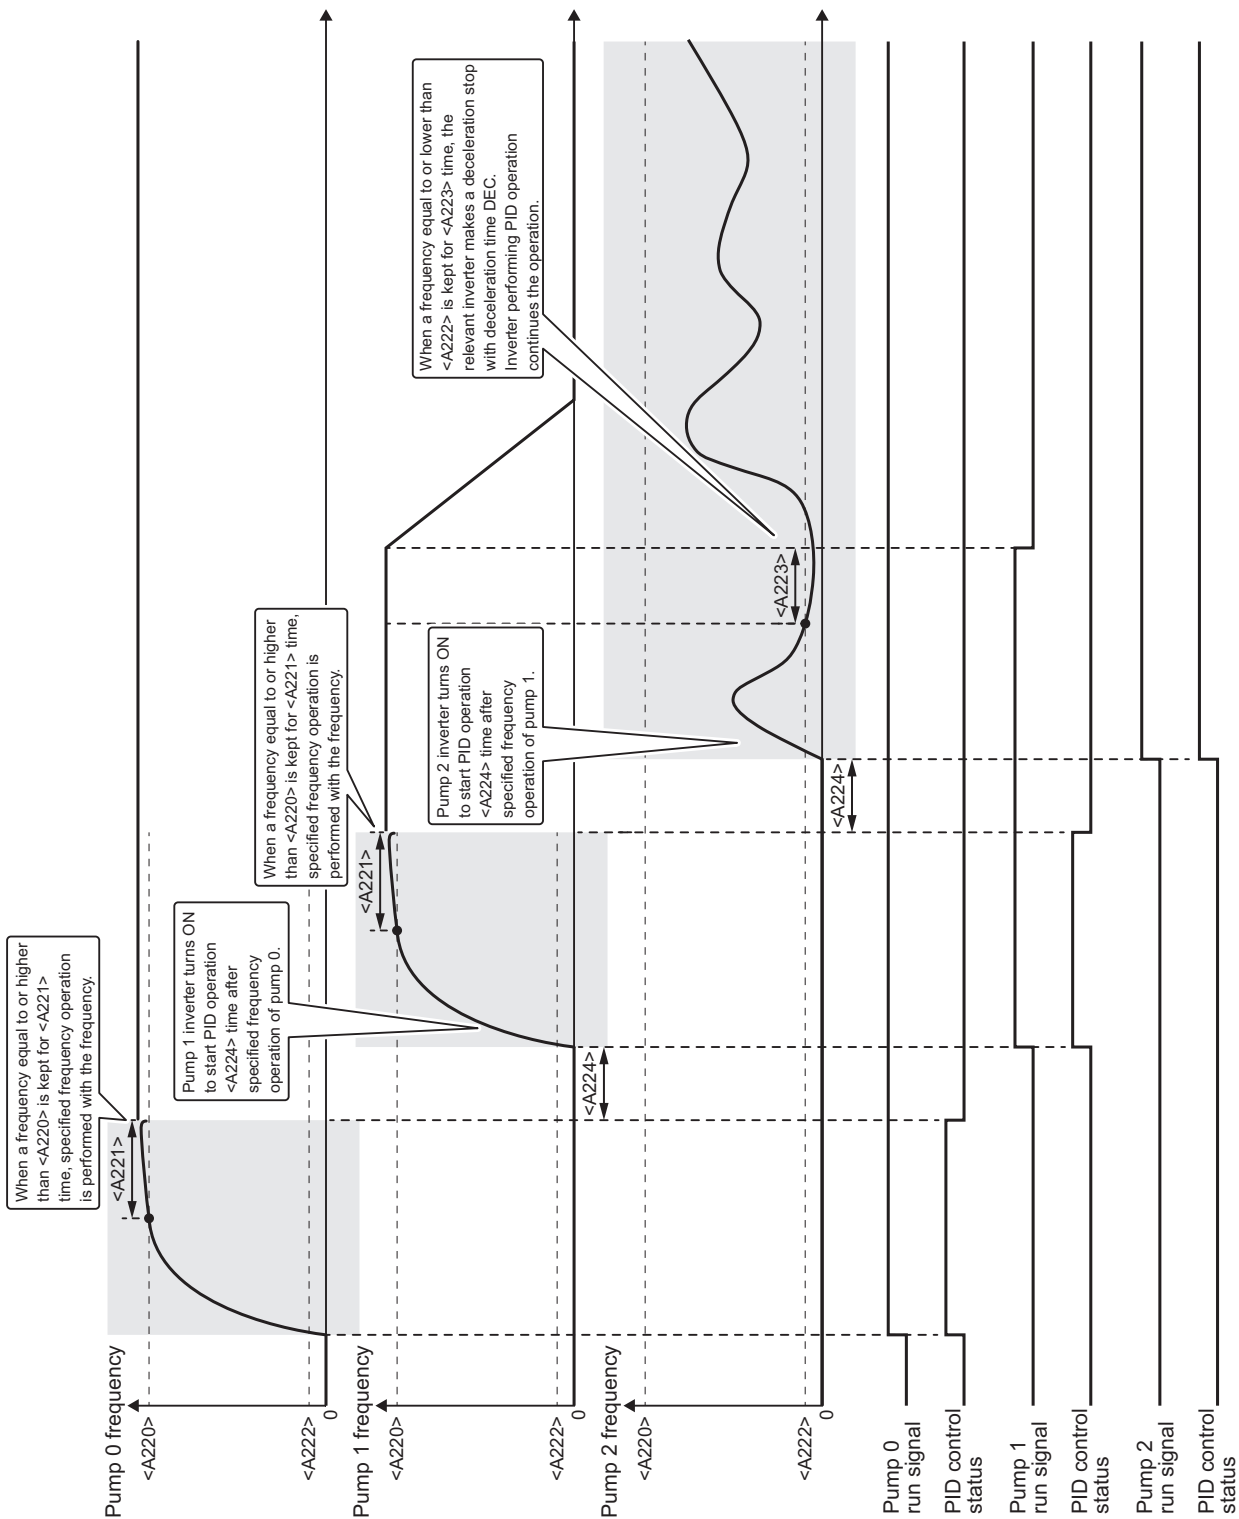 Pump 0 frequency
<A220>
<A222>
0
<A221>
When a frequency equal to or higher
than <A220> is kept for <A221>
time, specified frequency operation
is performed with the frequency.
Pump 1 frequency
<A220>
<A222>
0
<A224>
Pump 1 inverter turns ON
to start PID operation
<A224> time after
specified frequency
operation of pump 0.
<A221>
When a frequency equal to or higher
than <A220> is kept for <A221> time,
specified frequency operation is
performed with the frequency.
Pump 2 frequency
<A220>
<A222>
0
<A224>
Pump 2 inverter turns ON
to start PID operation
<A224> time after
specified frequency
operation of pump 1.
<A223>
When a frequency equal to or lower than
<A222> is kept for <A223> time, the
relevant inverter makes a deceleration stop
with deceleration time DEC.
Inverter performing PID operation
continues the operation.
Pump 0
run signal
PID control
status
Pump 1
run signal
PID control
status
Pump 2
run signal
PID control
status